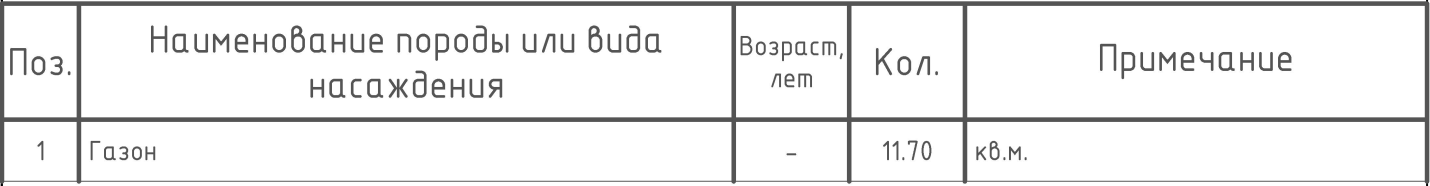 Поз.
Наименование породы или вида
насаждения
Возраст,
лет
Кол.
Примечание
1
Газон
-
11.70
кв.м.